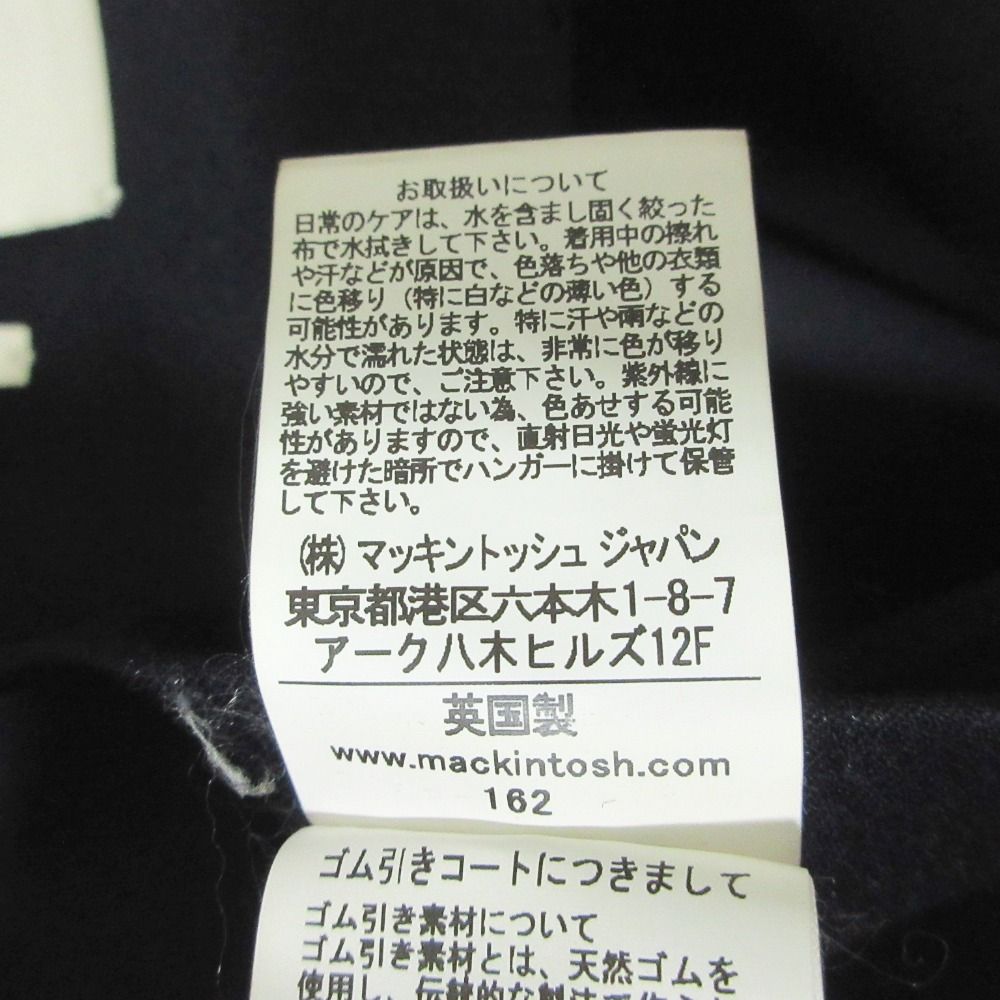 お取扱いについて
日常のケアは、水を含まし固く絞った
布で水拭きして下さい。着用中の擦れ
や汗などが原因で、色落ちや他の衣類
に色移り（特に白などの薄い色）する
可能性があります。特に汗や雨などの
水分で濡れた状態は、非常に色が移り
やすいので、ご注意下さい。紫外線に
強い素材ではない為、色あせする可能
性がありますので、直射日光や蛍光灯
を避けた暗所でハンガーに掛けて保管
して下さい。
(株) マッキントッシュ ジャパン
東京都港区六本木1-8-7
アーク八木ヒルズ12F
英国製
www.mackintosh.com
162
ゴム引きコートにつきまして
ゴム引き素材について
ゴム引き素材とは、天然ゴムを
使用し、伝統的な製法で作られ